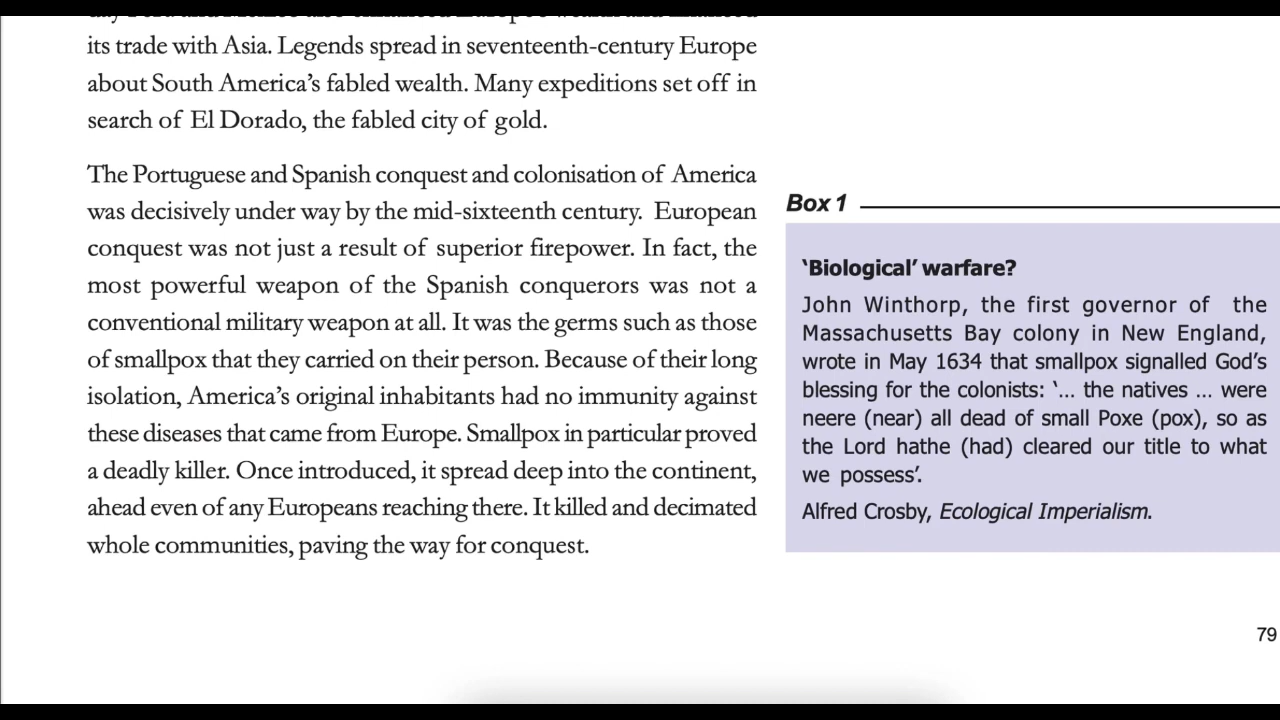 its trade with Asia. Legends spread in seventeenth-century Europe
about South America's fabled wealth. Many expeditions set off in
search of El Dorado, the fabled city of gold.
The Portuguese and Spanish conquest and colonisation of America
was decisively under way by the mid-sixteenth century. European
conquest was not just a result of superior firepower. In fact, the
most powerful weapon of the Spanish conquerors was not a
conventional military weapon at all. It was the germs such as those
of smallpox that they carried on their person. Because of their long
isolation, America's original inhabitants had no immunity against
these diseases that came from Europe. Smallpox in particular proved
a deadly killer. Once introduced, it spread deep into the continent,
ahead even of any Europeans reaching there. It killed and decimated
whole communities, paving the way for conquest.
Box 1
‘Biological’ warfare?
John Winthorp, the first governor of the
Massachusetts Bay colony in New England,
wrote in May 1634 that smallpox signalled God's
blessing for the colonists: ‘... the natives ... were
neere (near) all dead of small Poxe (pox), so as
the Lord hathe (had) cleared our title to what
we possess’.
Alfred Crosby, Ecological Imperialism.
79